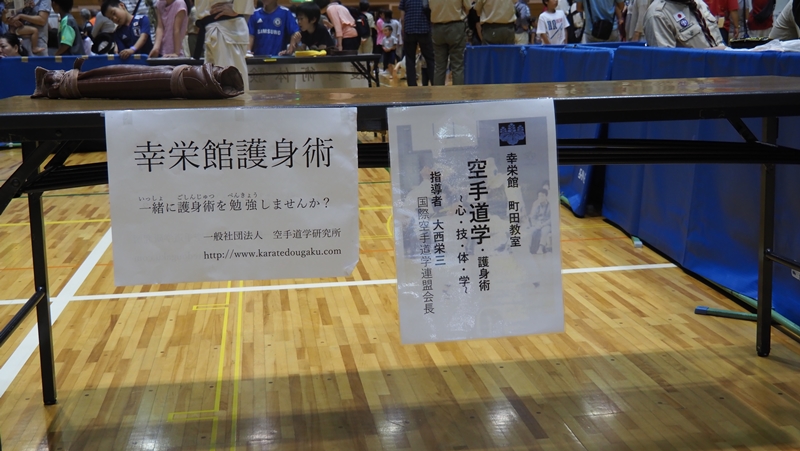 幸栄館護身術
いっしょ ごしんじゅつ べんきょう
一緒に護身術を勉強しませんか？
一般社団法人 空手道学研究所
http://www.karatedougaku.com
幸栄館 町田教室
空手道学・護身術
～心・技・体・学～
指導者 大西栄三
国際空手道学連盟会長